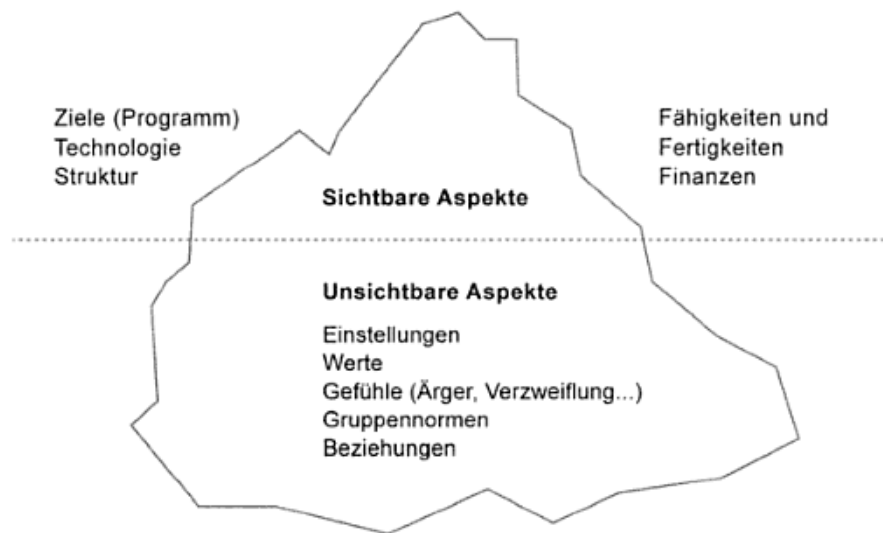 Ziele (Programm)
Technologie
Struktur
Fähigkeiten und
Fertigkeiten
Finanzen
Sichtbare Aspekte
Unsichtbare Aspekte
Einstellungen
Werte
Gefühle (Ärger, Verzweiflung...)
Gruppennormen
Beziehungen